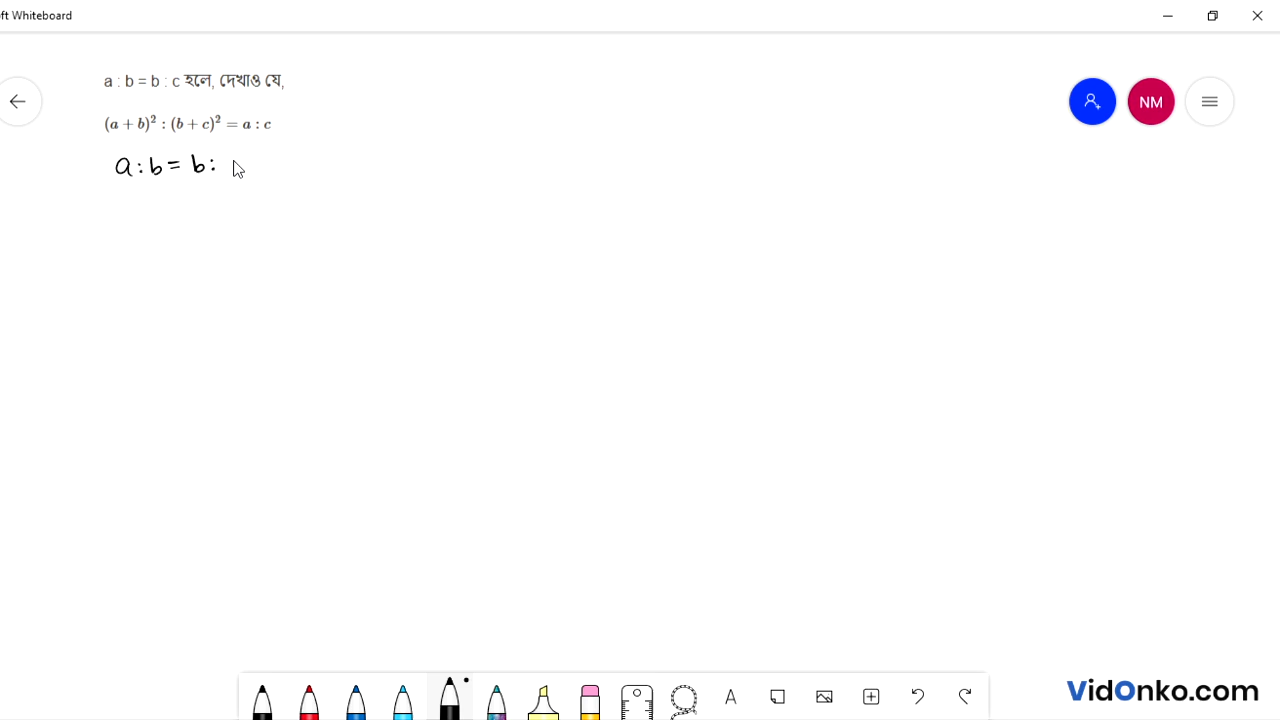 ft Whiteboard
a : b = b : c হলে, দেখাও যে,
(a + b)² : (b + c)² = a : c
a : b = b :
NM
A
VidOnko.com